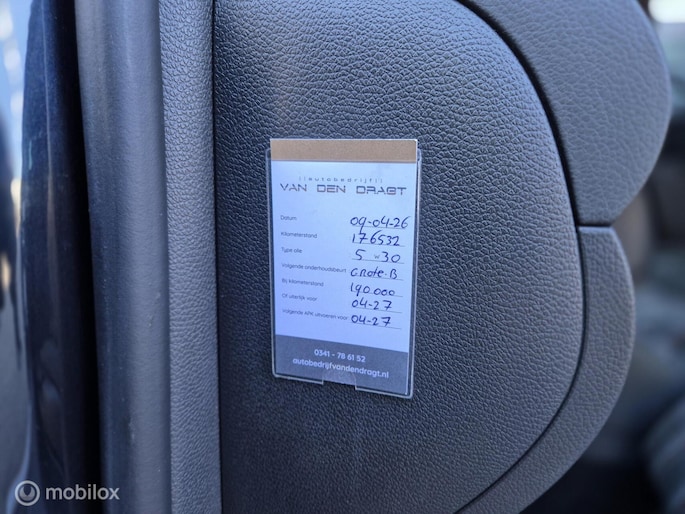 ||autobedrijf||
VAN DEN DRAGT
Datum 09-04-26
Kilometerstand 176532
Type olie 5 w 30
Volgende onderhoudsbeurt Grote-B
Bij kilometerstand 190.000
Of uiterlijk voor 04-27
Volgende APK uitvoeren voor 04-27
0341 - 78 61 52
autobedrijfvandendragt.nl
m mobilox